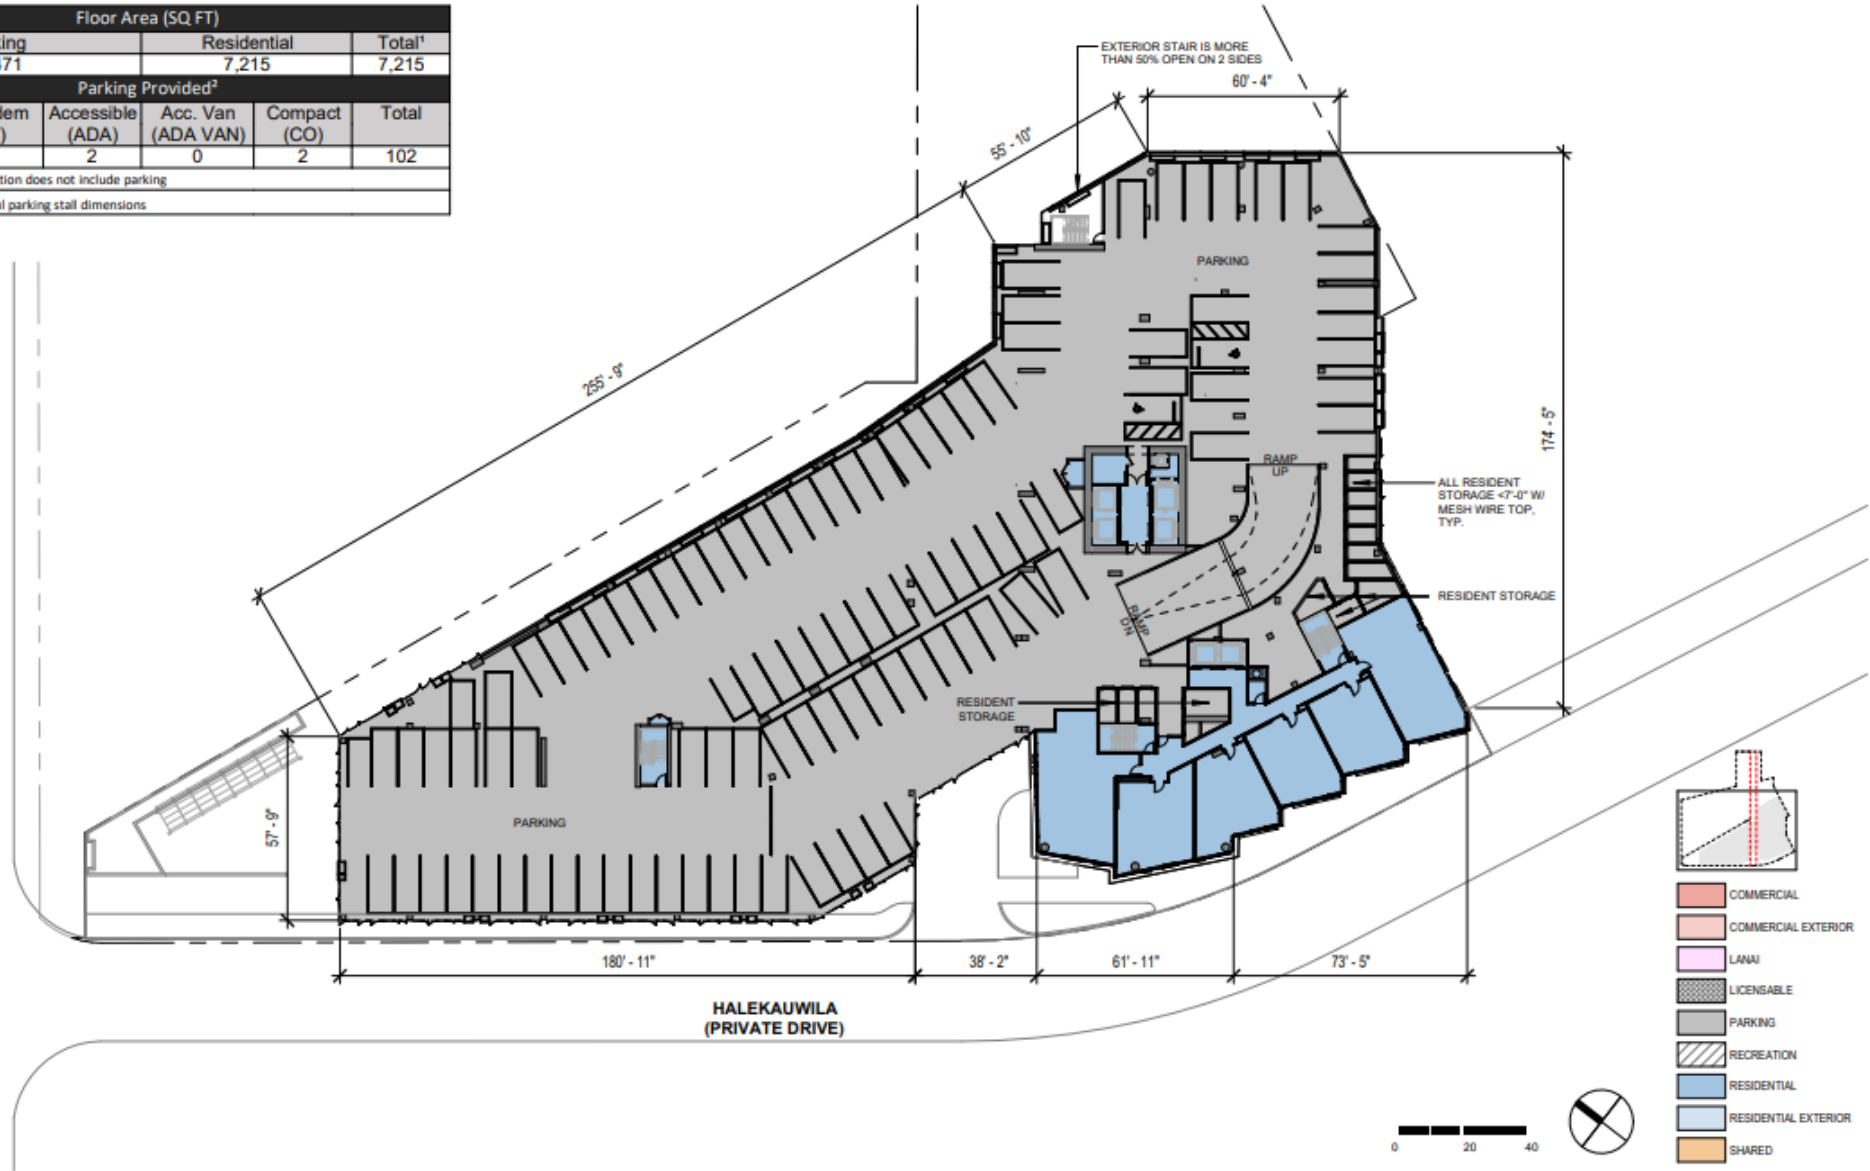 Floor Area (SQ FT)
Residential Total¹
7,215 7,215
Parking Provided²
Accessible Acc. Van Compact Total
(ADA) (ADA VAN) (CO)
2 0 2 102
does not include parking
parking stall dimensions
EXTERIOR STAIR IS MORE
THAN 50% OPEN ON 2 SIDES
60' - 4"
55' - 10"
255' - 9"
PARKING
174' - 5"
RAMP
UP
ALL RESIDENT
STORAGE <7'-0" W/
MESH WIRE TOP,
TYP.
RESIDENT STORAGE
RAMP
DN
RESIDENT
STORAGE
57' - 9"
PARKING
180' - 11"
38' - 2"
61' - 11"
73' - 5"
HALEKAUWILA
(PRIVATE DRIVE)
COMMERCIAL
COMMERCIAL EXTERIOR
LANAI
LICENSABLE
PARKING
RECREATION
RESIDENTIAL
RESIDENTIAL EXTERIOR
SHARED
0 20 40